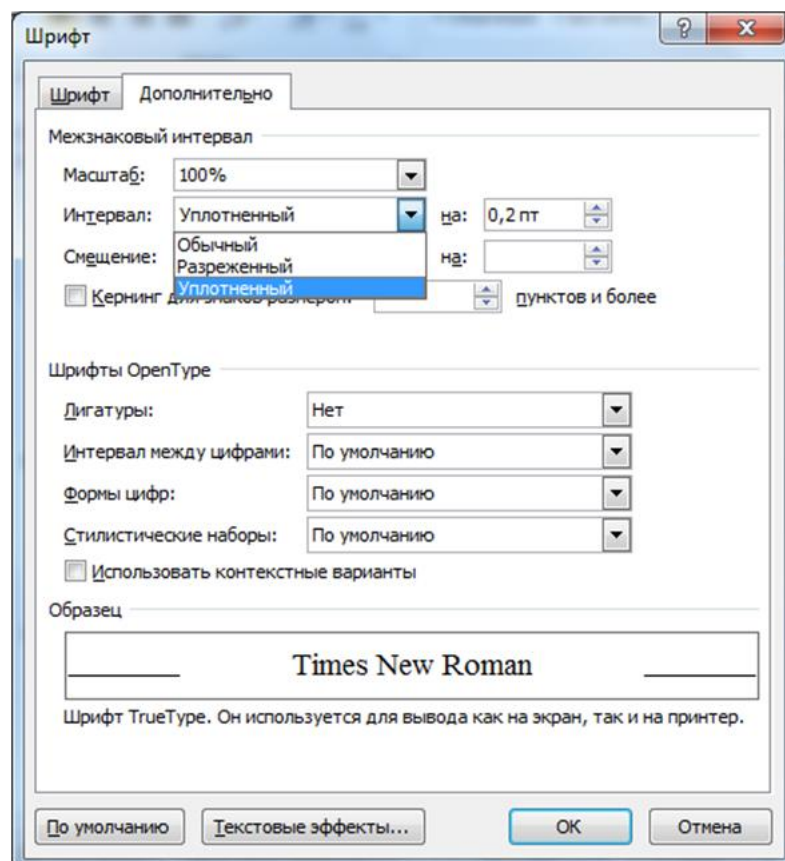 Шрифт
Шрифт Дополнительно
Межзнаковый интервал
Масштаб: 100%
Интервал: Уплотненный на: 0,2 пт
Обычный
Смещение: на:
Разреженный
Уплотненный
Кернинг для знаков пунктов и более
Шрифты OpenType
Лигатуры: Нет
Интервал между цифрами: По умолчанию
Формы цифр: По умолчанию
Стилистические наборы: По умолчанию
Использовать контекстные варианты
Образец
Times New Roman
Шрифт TrueType. Он используется для вывода как на экран, так и на принтер.
По умолчанию Текстовые эффекты... ОК Отмена